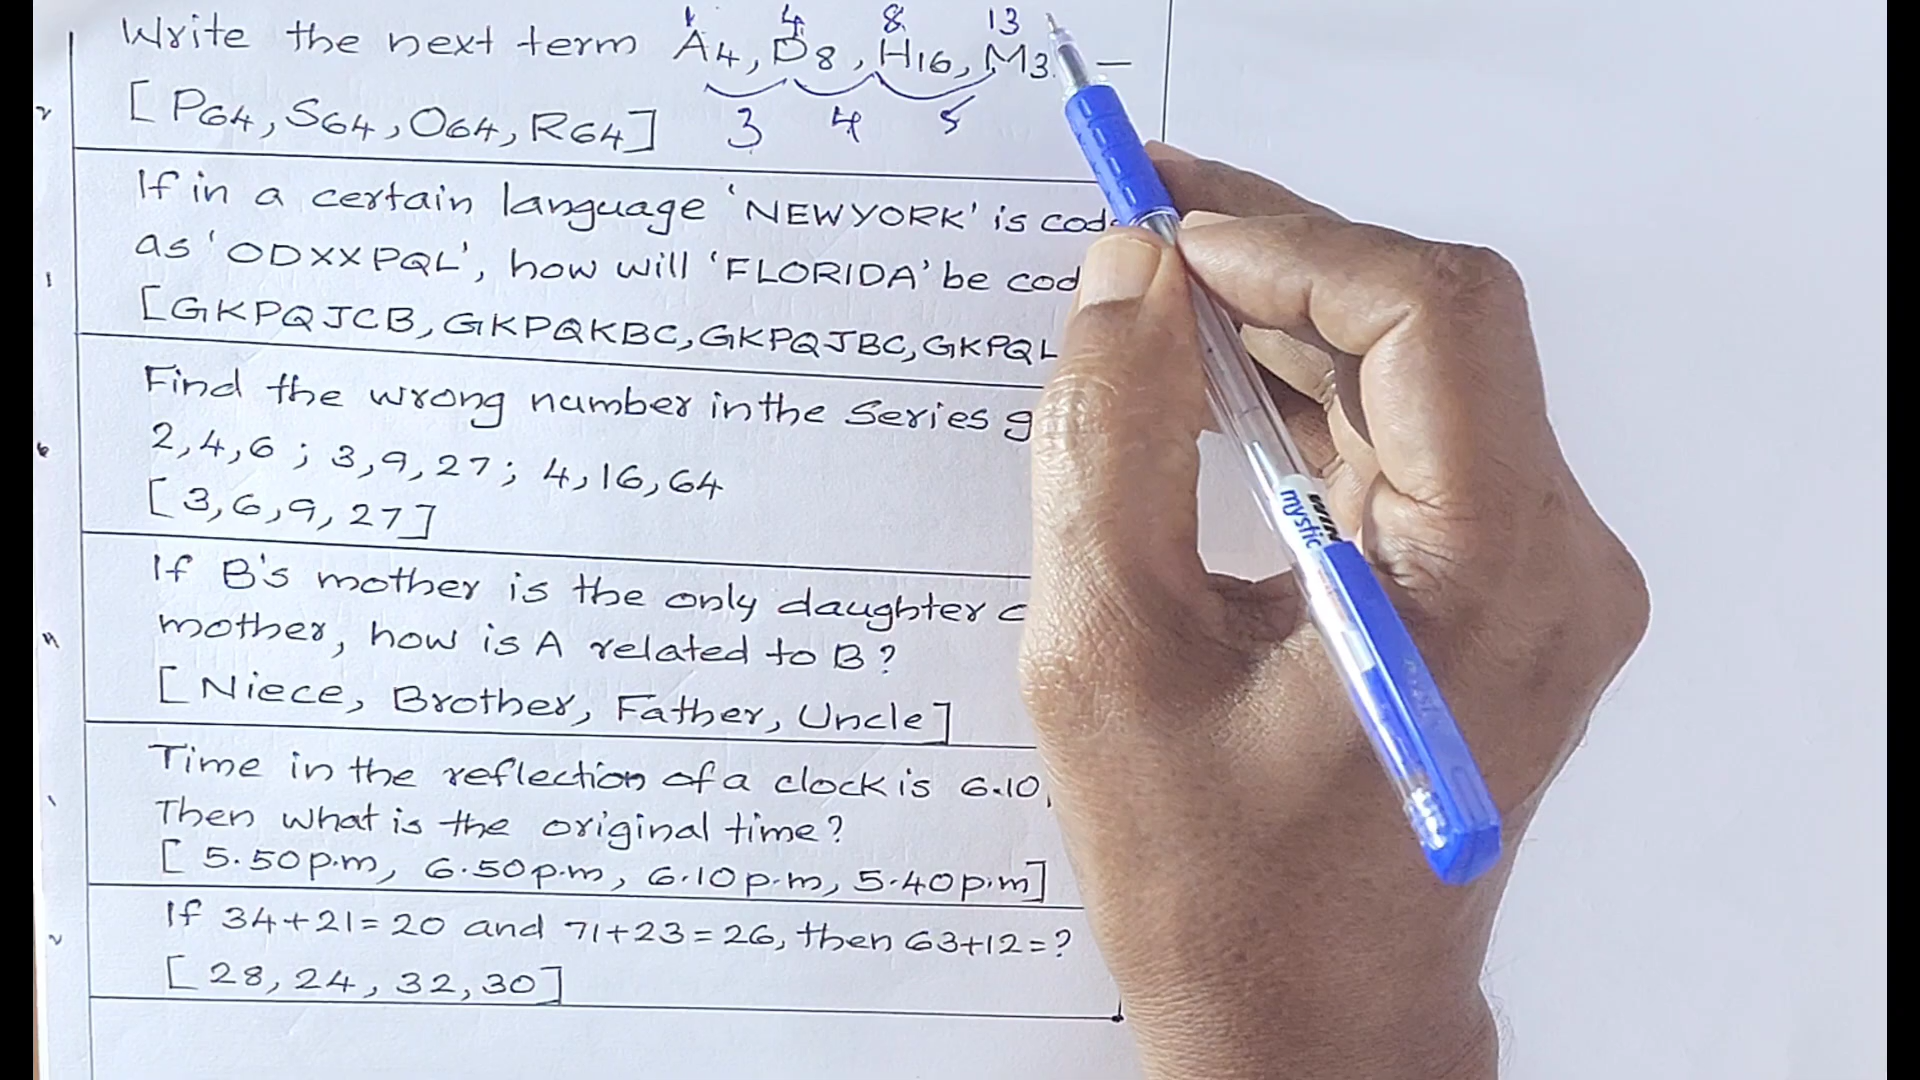 1 4 8 13
Write the next term A4, D8, H16, M3 —
[P64, S64, O64, R64] 3 4 5
If in a certain language 'NEWYORK' is
as 'ODXXPQL', how will 'FLORIDA' be
[GKPQJCB, GKPQKBC, GKPQJBC, GKPQL
Find the wrong number in the series
2,4,6 ; 3,9,27; 4,16,64
[3,6,9,27]
If B's mother is the only daughter
mother, how is A related to B?
[Niece, Brother, Father, Uncle]
Time in the reflection of a clock is 6.10,
Then what is the original time?
[5.50p.m, 6.50p.m, 6.10p.m, 5.40p.m]
If 34+21=20 and 71+23=26, then 63+12=?
[28, 24, 32, 30]
WIN
mystic